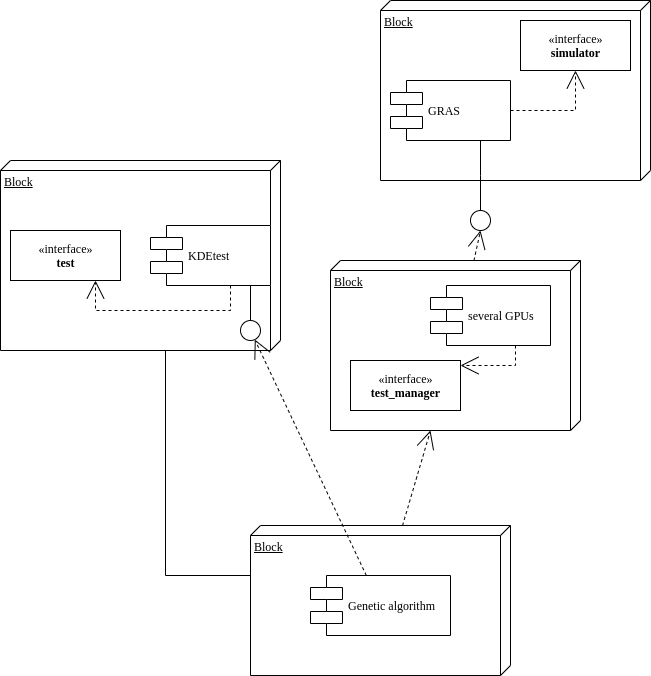 Block
«interface»
simulator
GRAS
Block
«interface»
test
KDEtest
Block
several GPUs
«interface»
test_manager
Block
Genetic algorithm